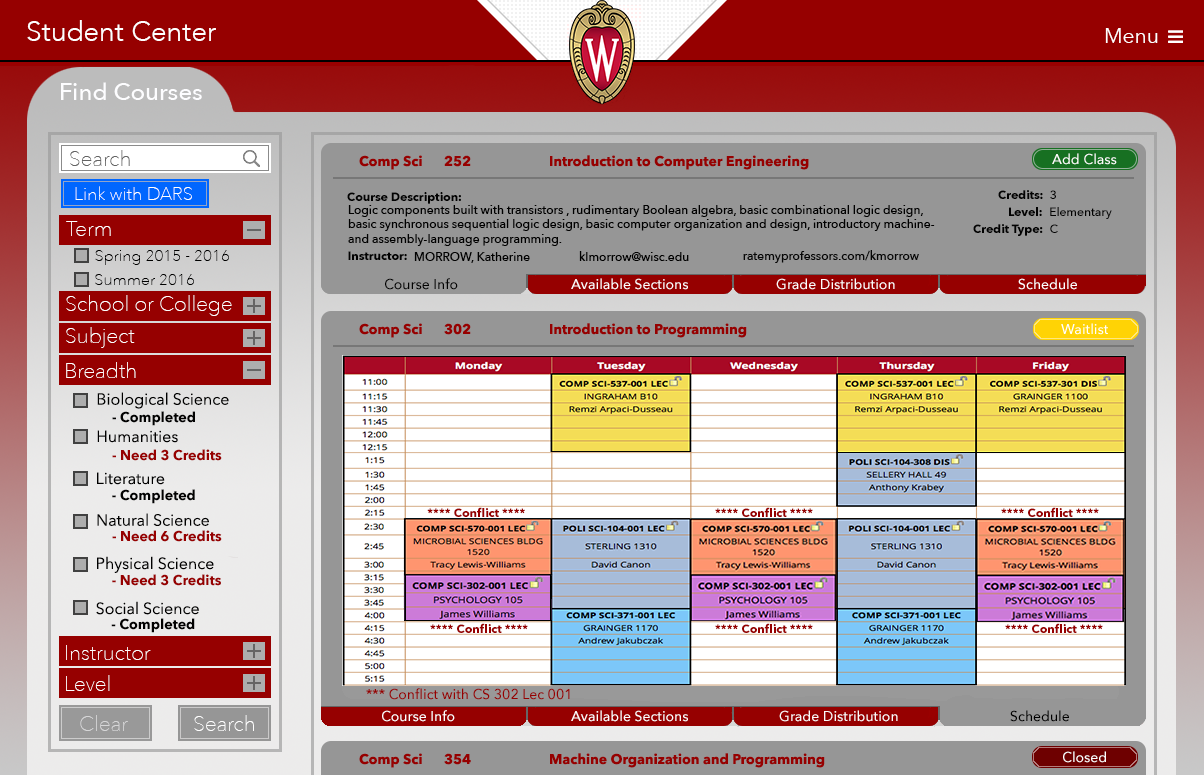 Student Center
W
Menu
Find Courses
Search
Link with DARS
Term
Spring 2015 - 2016
Summer 2016
School or College
Subject
Breadth
Biological Science
- Completed
Humanities
- Need 3 Credits
Literature
- Completed
Natural Science
- Need 6 Credits
Physical Science
- Need 3 Credits
Social Science
- Completed
Instructor
Level
Clear Search
Comp Sci 252 Introduction to Computer Engineering Add Class
Course Description:
Logic components built with transistors , rudimentary Boolean algebra, basic combinational logic design,
basic synchronous sequential logic design, basic computer organization and design, introductory machine-
and assembly-language programming.
Instructor: MORROW, Katherine klmorrow@wisc.edu ratemyprofessors.com/kmorrow
Credits: 3
Level: Elementary
Credit Type: C
Course Info Available Sections Grade Distribution Schedule
Comp Sci 302 Introduction to Programming Waitlist
Monday Tuesday Wednesday Thursday Friday
11:00 COMP SCI-537-001 LEC COMP SCI-537-001 LEC COMP SCI-537-301 DIS
11:15 INGRAHAM B10 INGRAHAM B10 GRAINGER 1100
11:30 Remzi Arpaci-Dusseau Remzi Arpaci-Dusseau Remzi Arpaci-Dusseau
11:45
12:00
12:15
1:15 POLI SCI-104-308 DIS
1:30 SELLERY HALL 49
1:45 Anthony Krabey
2:00
2:15 **** Conflict **** **** Conflict **** **** Conflict ****
2:30 COMP SCI-570-001 LEC POLI SCI-104-001 LEC COMP SCI-570-001 LEC POLI SCI-104-001 LEC COMP SCI-570-001 LEC
2:45 MICROBIAL SCIENCES BLDG 1520 STERLING 1310 MICROBIAL SCIENCES BLDG 1520 STERLING 1310 MICROBIAL SCIENCES BLDG 1520
3:00 Tracy Lewis-Williams David Canon Tracy Lewis-Williams David Canon Tracy Lewis-Williams
3:15 COMP SCI-302-001 LEC COMP SCI-302-001 LEC COMP SCI-302-001 LEC
3:30 PSYCHOLOGY 105 PSYCHOLOGY 105 PSYCHOLOGY 105
3:45 James Williams James Williams James Williams
4:00 COMP SCI-371-001 LEC COMP SCI-371-001 LEC
4:15 **** Conflict **** GRAINGER 1170 **** Conflict **** GRAINGER 1170 **** Conflict ****
4:30 Andrew Jakubczak Andrew Jakubczak
4:45
5:00
5:15
*** Conflict with CS 302 Lec 001
Course Info Available Sections Grade Distribution Schedule
Comp Sci 354 Machine Organization and Programming Closed